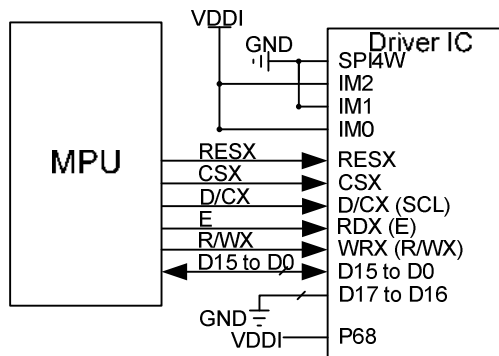 VDDI
GND
Driver IC
SPI4W
IM2
IM1
IM0
MPU
RESX
RESX
CSX
CSX
D/CX
D/CX (SCL)
E
RDX (E)
R/WX
WRX (R/WX)
D15 to D0
D15 to D0
D17 to D16
GND
VDDI
P68